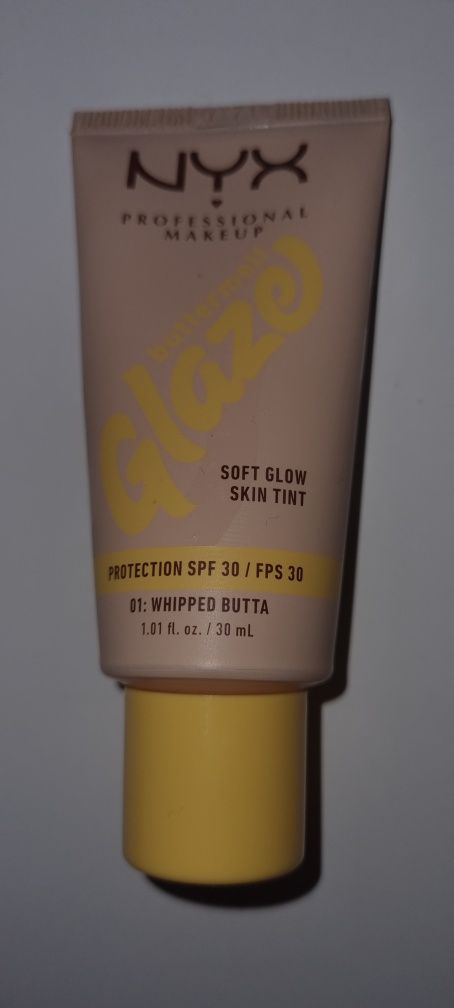 NYX
PROFESSIONAL
MAKEUP
buttermelt
Glaze
SOFT GLOW
SKIN TINT
PROTECTION SPF 30 / FPS 30
01: WHIPPED BUTTA
1.01 fl. oz. / 30 mL